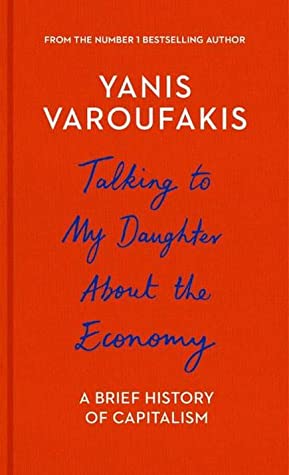 FROM THE NUMBER 1 BESTSELLING AUTHOR
YANIS
VAROUFAKIS
Talking to
My Daughter
About the
Economy
A BRIEF HISTORY
OF CAPITALISM